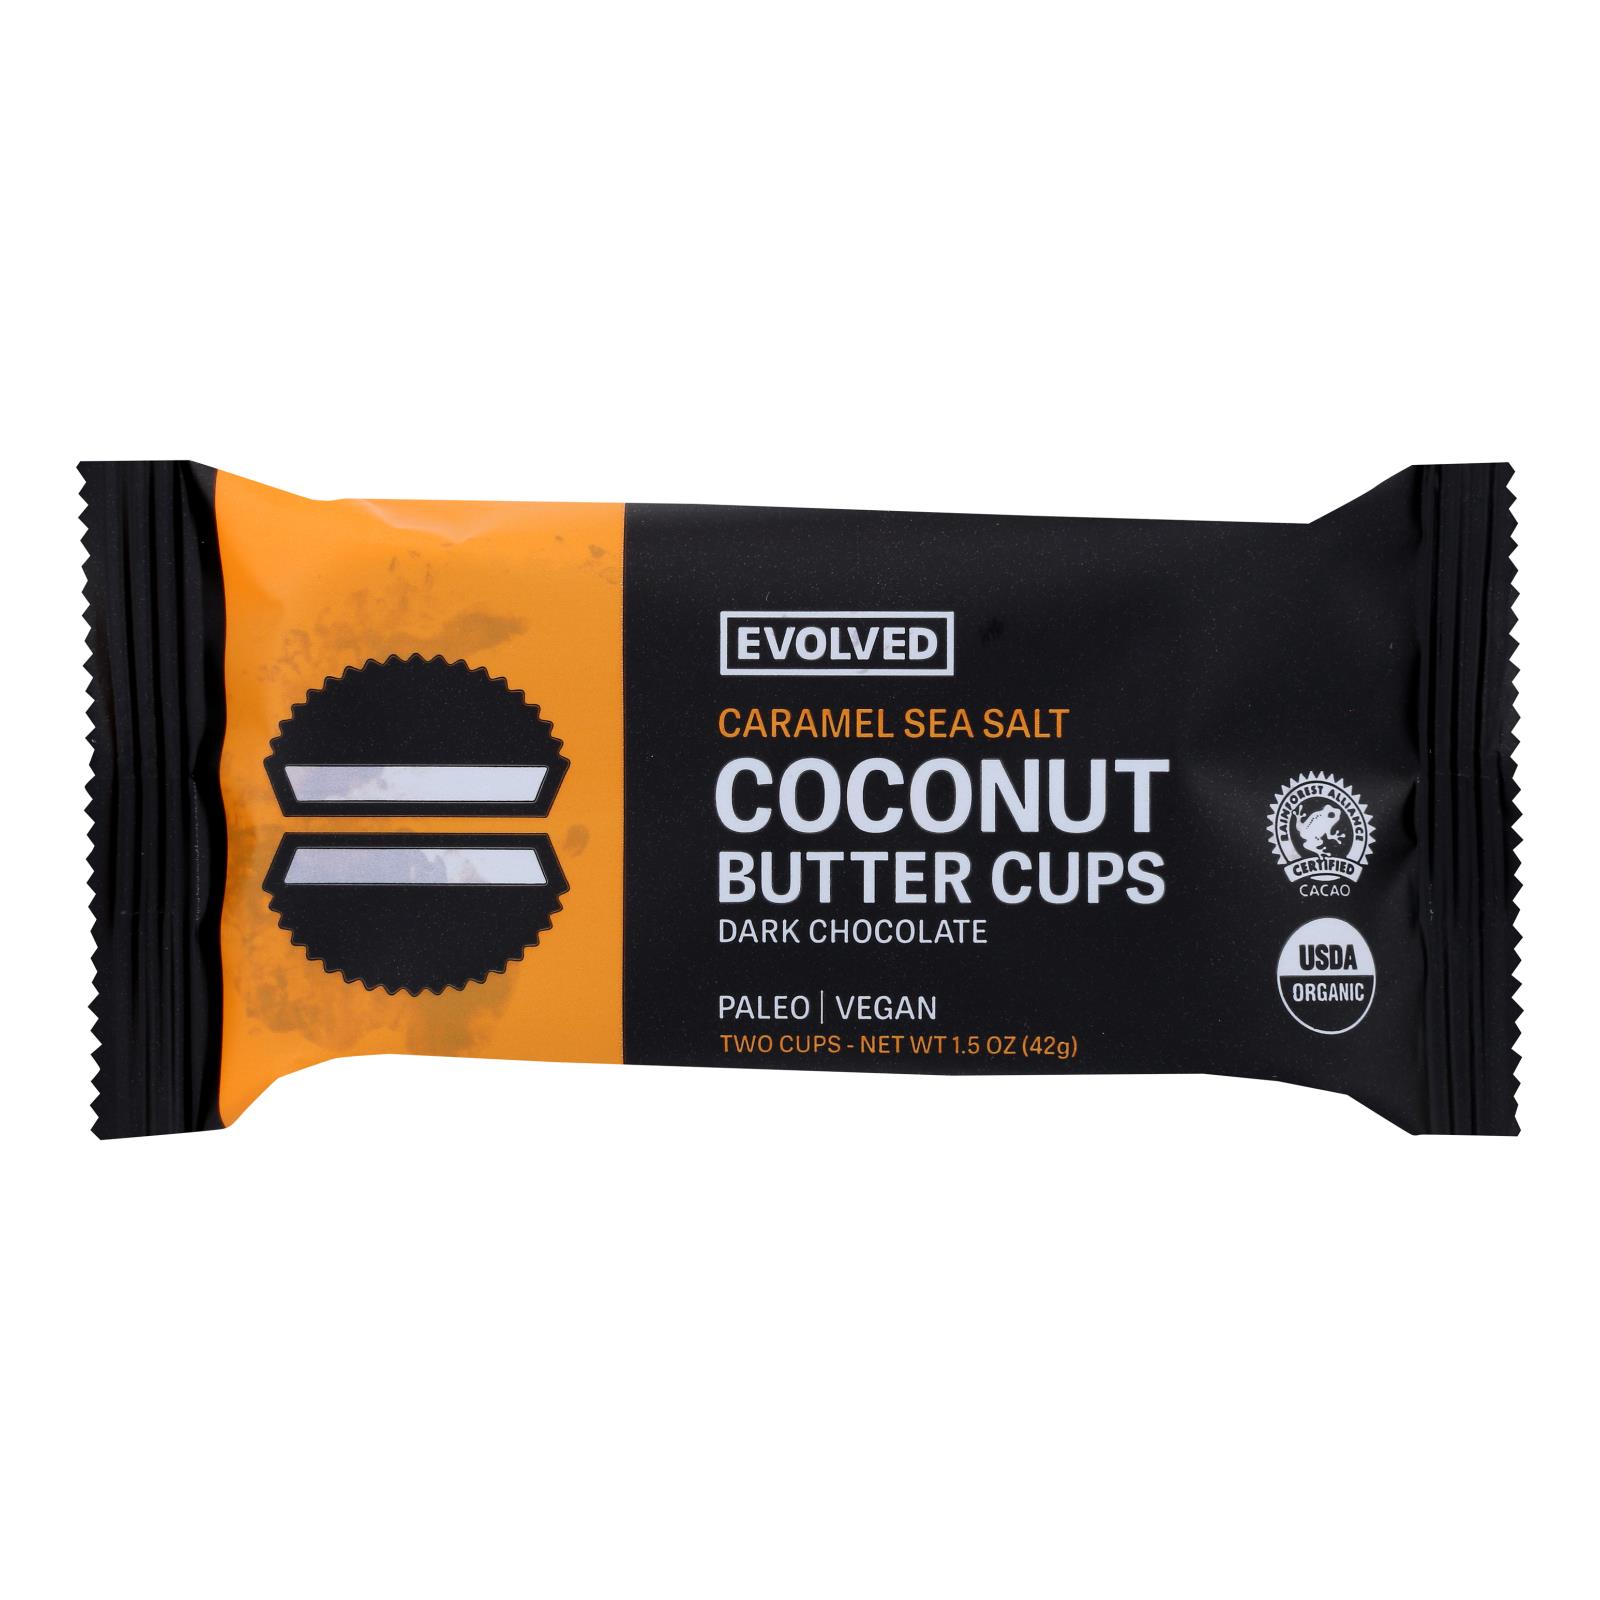 EVOLVED
CARAMEL SEA SALT
COCONUT
BUTTER CUPS
DARK CHOCOLATE
PALEO | VEGAN
TWO CUPS - NET WT 1.5 OZ (42g)
RAINFOREST ALLIANCE
CERTIFIED
CACAO
USDA
ORGANIC